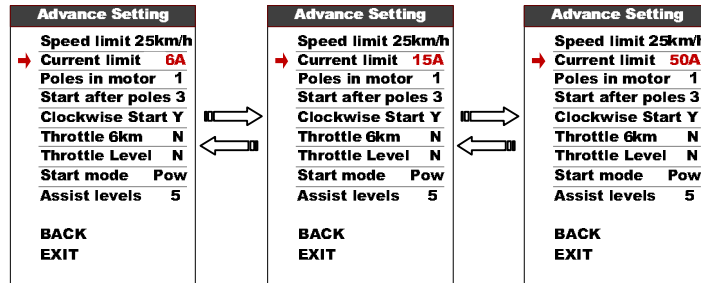 Advance Setting
Speed limit 25km/h
Current limit 6A
Poles in motor 1
Start after poles 3
Clockwise Start Y
Throttle 6km N
Throttle Level N
Start mode Pow
Assist levels 5
BACK
EXIT
Advance Setting
Speed limit 25km/h
Current limit 15A
Poles in motor 1
Start after poles 3
Clockwise Start Y
Throttle 6km N
Throttle Level N
Start mode Pow
Assist levels 5
BACK
EXIT
Advance Setting
Speed limit 25km/h
Current limit 50A
Poles in motor 1
Start after poles 3
Clockwise Start Y
Throttle 6km N
Throttle Level N
Start mode Pow
Assist levels 5
BACK
EXIT